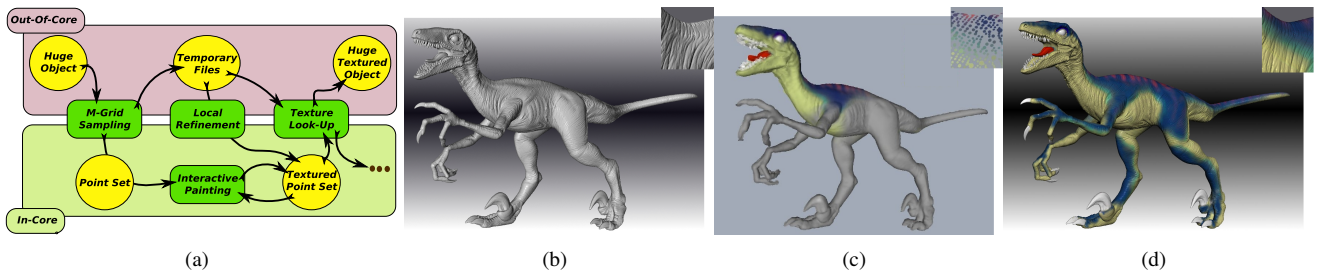 Out-Of-Core
Huge
Object
Temporary
Files
Huge
Textured
Object
M-Grid
Sampling
Local
Refinement
Texture
Look-Up
Point Set
Interactive
Painting
Textured
Point Set
In-Core
(a)
(b)
(c)
(d)